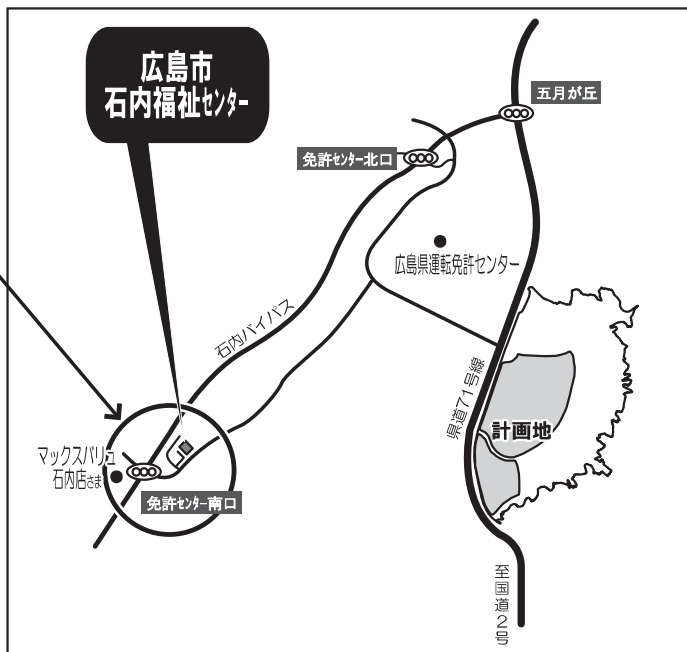 広島市
石内福祉センター
五月が丘
免許センター北口
広島県運転免許センター
石内バイパス
県道71号線
計画地
マックスバリュ
石内店さま
免許センター南口
至国道2号